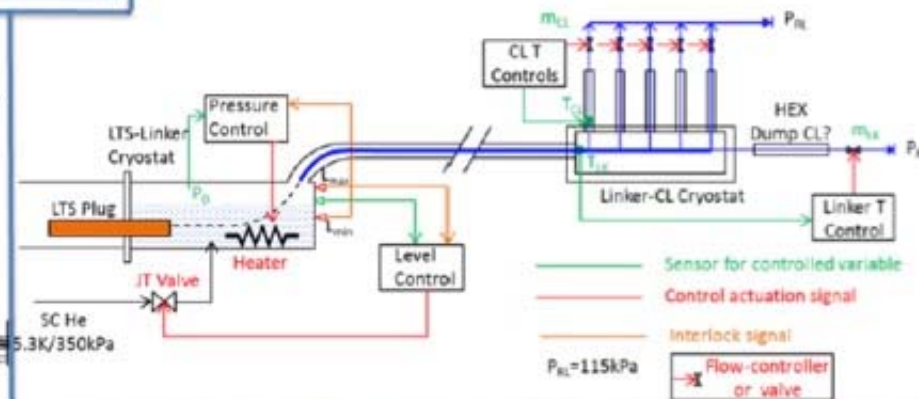 m_CL
P_RL
CL T
Controls
Pressure
Control
LTS-Linker
Cryostat
T_CL
HEX
Dump CL?
m_LK
T_LK
Linker-CL Cryostat
Linker T
Control
P_0
L_max
L_min
LTS Plug
Heater
Level
Control
JT Valve
SC He
5.3K/350kPa
Sensor for controlled variable
Control actuation signal
Interlock signal
P_RL=115kPa
Flow-controller
or valve